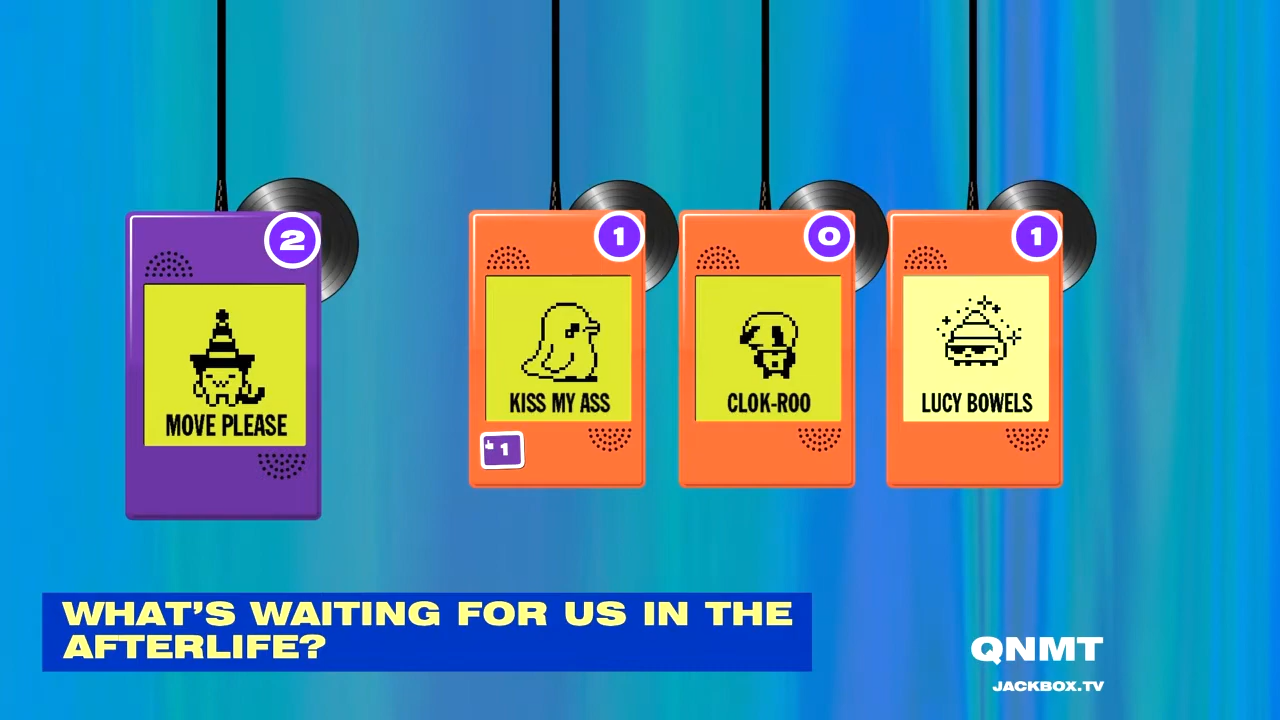 2
MOVE PLEASE
1
KISS MY ASS
1
0
CLOK-ROO
1
LUCY BOWELS
WHAT'S WAITING FOR US IN THE
AFTERLIFE?
QNMT
JACKBOX.TV